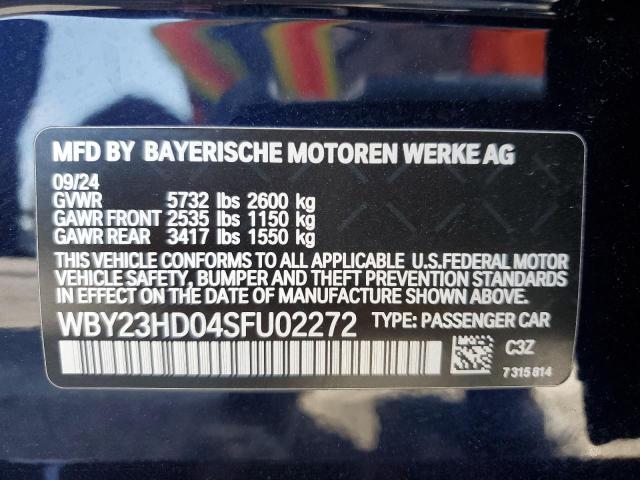 MFD BY BAYERISCHE MOTOREN WERKE AG
09/24
GVWR 5732 lbs 2600 kg
GAWR FRONT 2535 lbs 1150 kg
GAWR REAR 3417 lbs 1550 kg
THIS VEHICLE CONFORMS TO ALL APPLICABLE U.S.FEDERAL MOTOR
VEHICLE SAFETY, BUMPER AND THEFT PREVENTION STANDARDS
IN EFFECT ON THE DATE OF MANUFACTURE SHOWN ABOVE.
WBY23HD04SFU02272 TYPE: PASSENGER CAR
C3Z
7 315 814